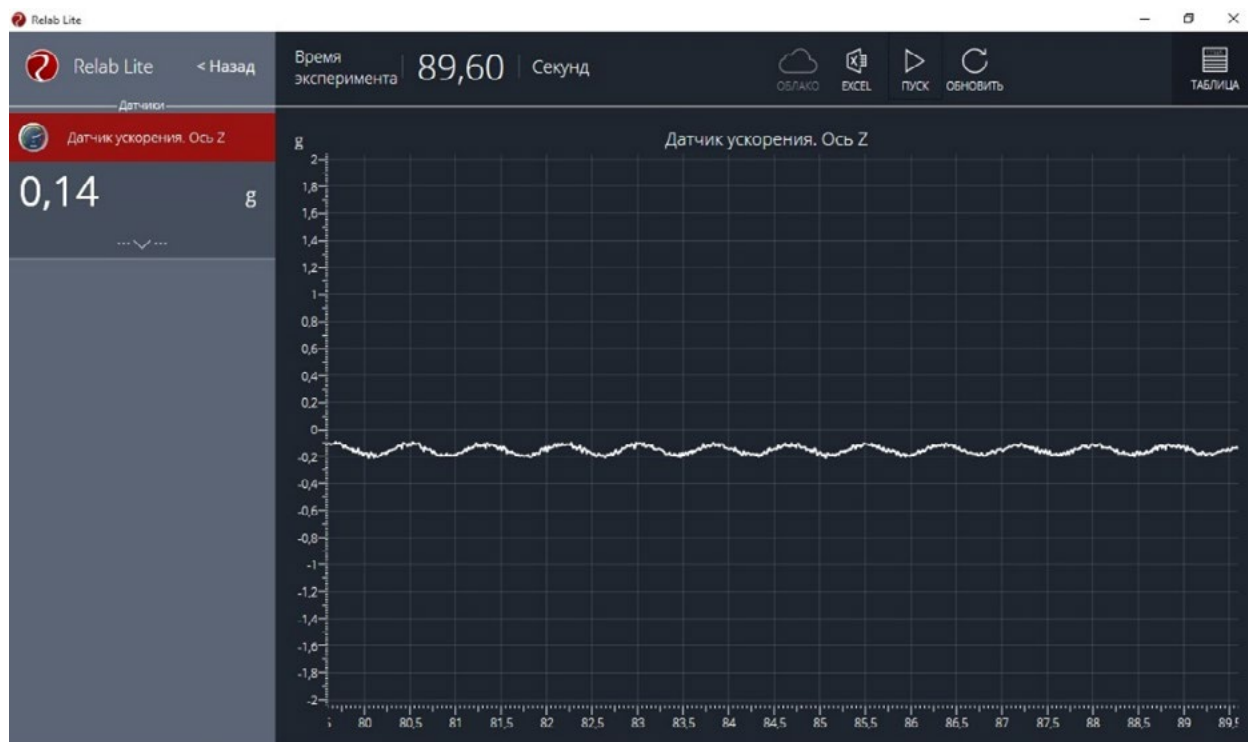 Relab Lite
Relab Lite < Назад
Время эксперимента 89,60 Секунд
ОБЛАКО EXCEL ПУСК ОБНОВИТЬ ТАБЛИЦА
Датчики
Датчик ускорения. Ось Z
0,14 g
g
Датчик ускорения. Ось Z
2
1,8
1,6
1,4
1,2
1
0,8
0,6
0,4
0,2
0
-0,2
-0,4
-0,6
-0,8
-1
-1,2
-1,4
-1,6
-1,8
-2
80 80,5 81 81,5 82 82,5 83 83,5 84 84,5 85 85,5 86 86,5 87 87,5 88 88,5 89